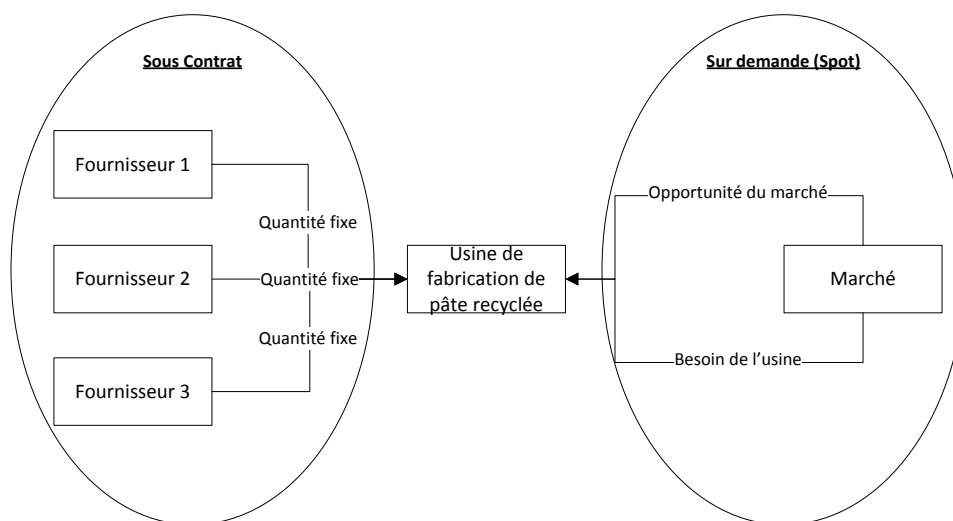 Sous Contrat
Fournisseur 1
Quantité fixe
Fournisseur 2
Quantité fixe
Quantité fixe
Fournisseur 3
Usine de
fabrication de
pâte recyclée
Sur demande (Spot)
Opportunité du marché
Marché
Besoin de l’usine